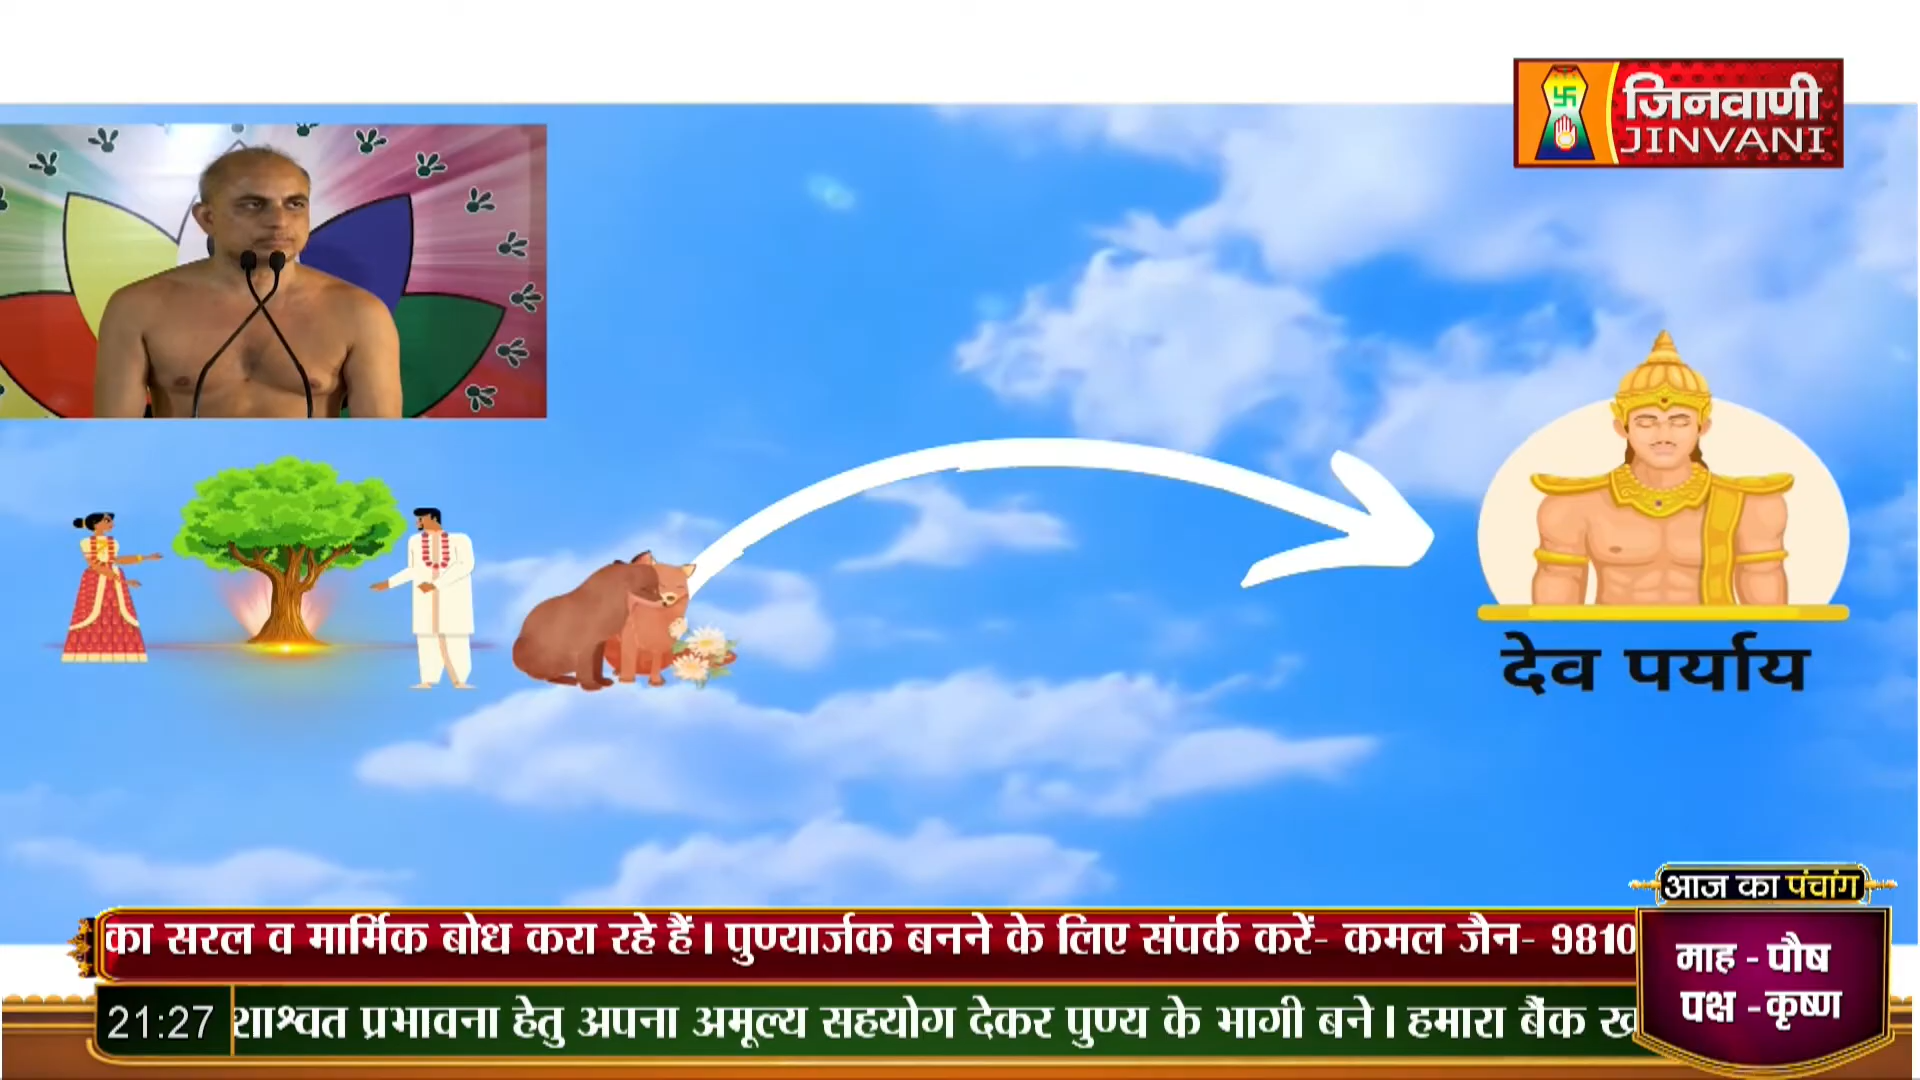 जिनवाणी
JINVANI
देव पर्याय
आज का पंचांग
का सरल व मार्मिक बोध करा रहे हैं। पुण्यार्जक बनने के लिए संपर्क करें- कमल जैन- 9810
माह - पौष
पक्ष - कृष्ण
21:27 शाश्वत प्रभावना हेतु अपना अमूल्य सहयोग देकर पुण्य के भागी बने। हमारा बैंक